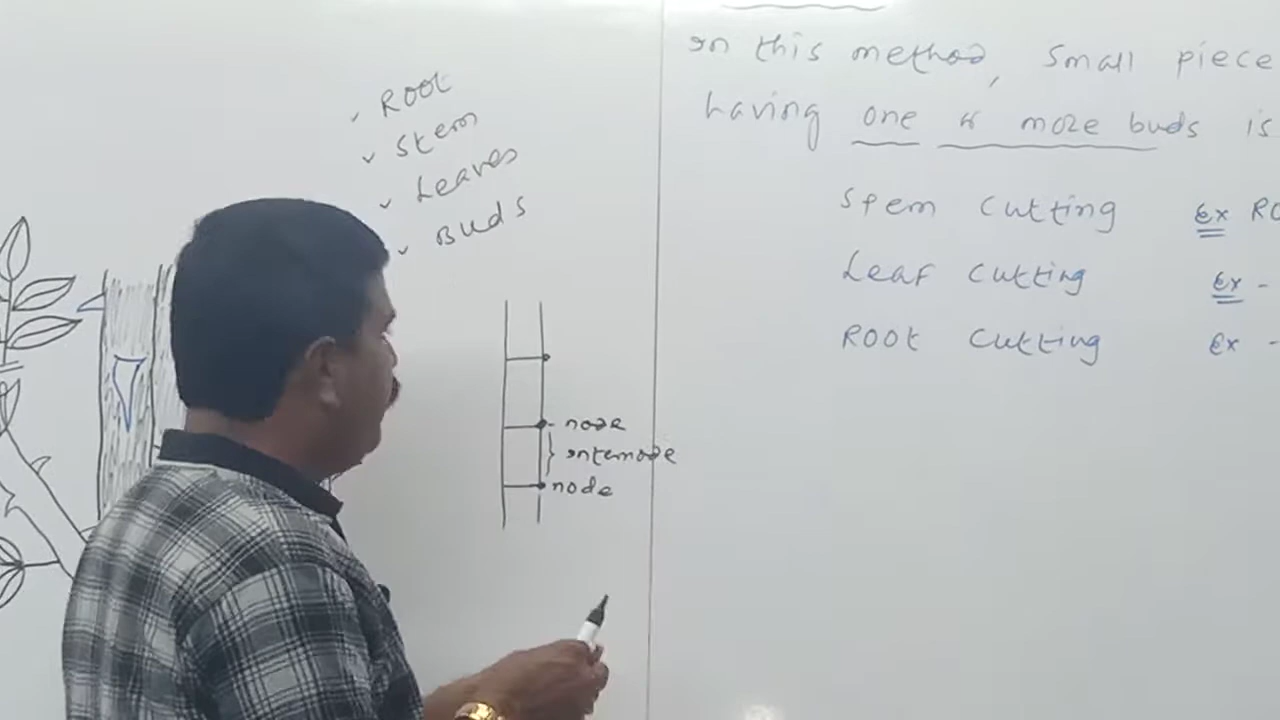 Root
Stem
Leaves
Buds
node
internode
node
In this method, small piece
having one or more buds is
Stem cutting Ex RO
Leaf cutting Ex -
Root cutting Ex -